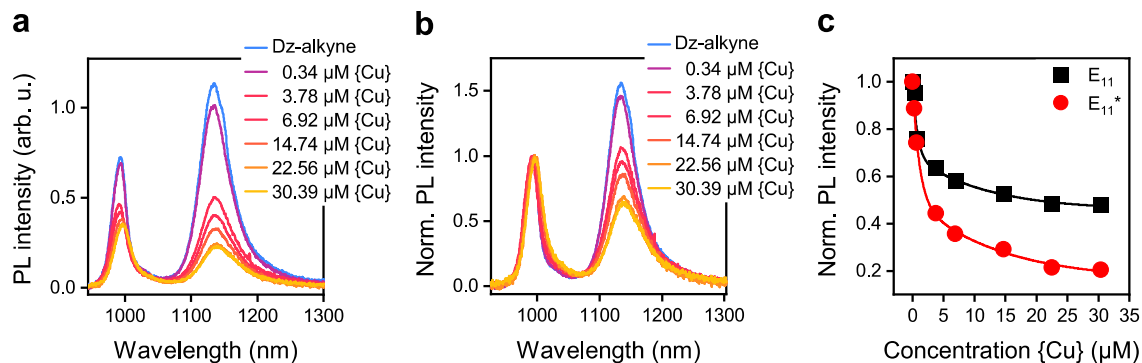 a
Dz-alkyne
0.34 µM {Cu}
3.78 µM {Cu}
6.92 µM {Cu}
14.74 µM {Cu}
22.56 µM {Cu}
30.39 µM {Cu}
PL intensity (arb. u.)
1.0
0.5
0.0
1000 1100 1200 1300
Wavelength (nm)
b
Dz-alkyne
0.34 µM {Cu}
3.78 µM {Cu}
6.92 µM {Cu}
14.74 µM {Cu}
22.56 µM {Cu}
30.39 µM {Cu}
Norm. PL intensity
1.5
1.0
0.5
0.0
1000 1100 1200 1300
Wavelength (nm)
c
E₁₁
E₁₁*
Norm. PL intensity
1.0
0.8
0.6
0.4
0.2
0 5 10 15 20 25 30 35
Concentration {Cu} (µM)